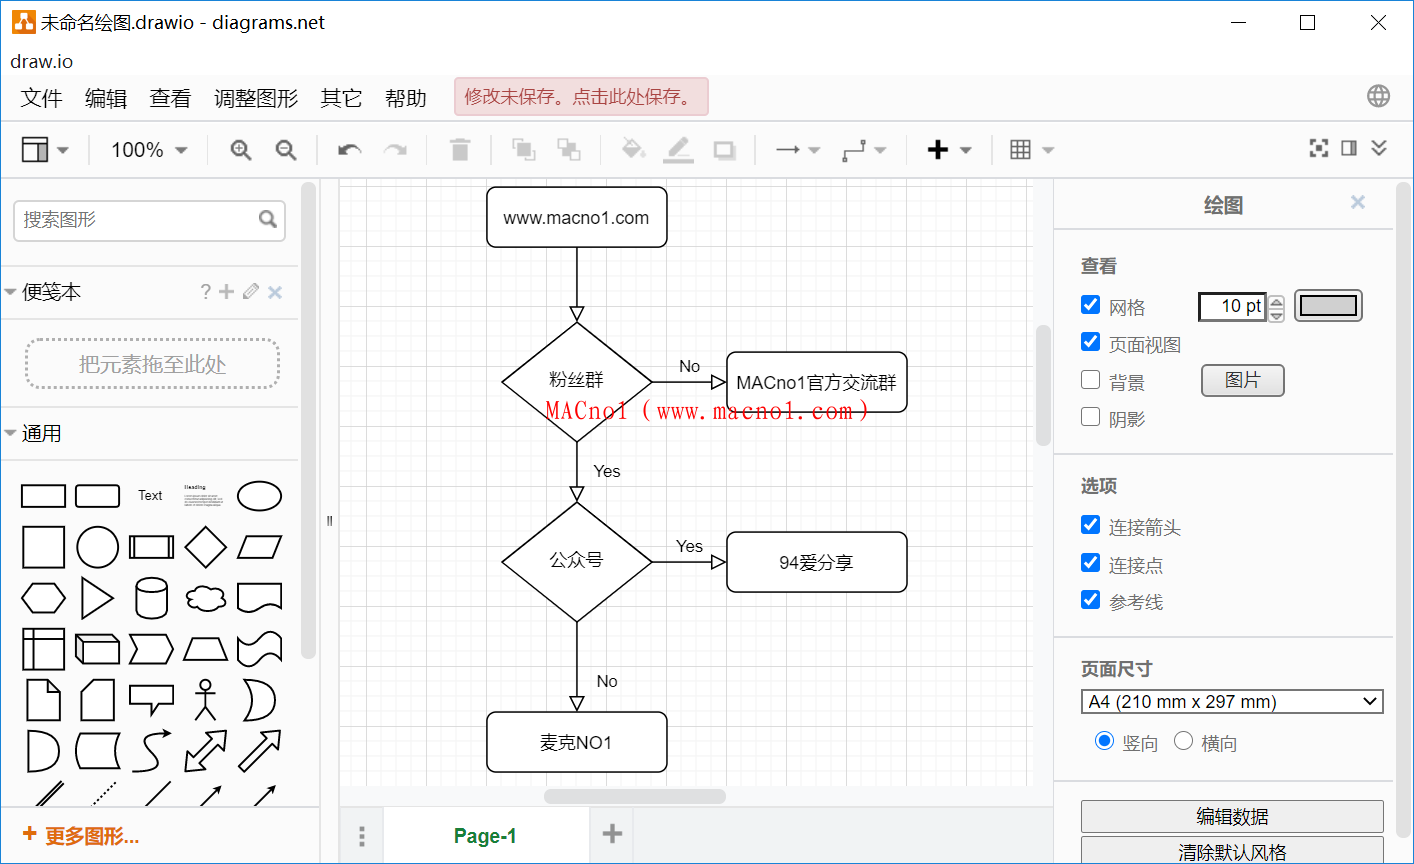 未命名绘图.drawio - diagrams.net
draw.io
文件 编辑 查看 调整图形 其它 帮助 修改未保存。点击此处保存。
100%
搜索图形
便笺本 ?
把元素拖至此处
通用
Text
Heading
更多图形...
www.macno1.com
粉丝群
No
MACno1官方交流群
MACno1（www.macno1.com）
Yes
公众号
Yes
94爱分享
No
麦克NO1
Page-1
绘图
查看
网格 10 pt
页面视图
背景 图片
阴影
选项
连接箭头
连接点
参考线
页面尺寸
A4 (210 mm x 297 mm)
竖向 横向
编辑数据
清除默认风格